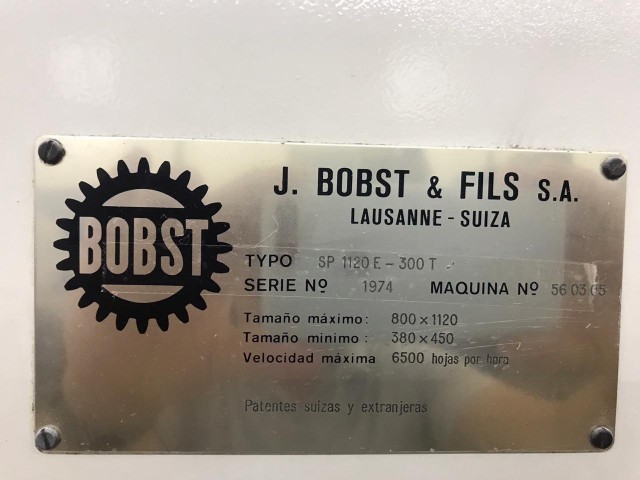 BOBST
J. BOBST & FILS S.A.
LAUSANNE - SUIZA
TYPO SP 1120 E - 300 T
SERIE Nº 1974 MAQUINA Nº 56 03 05
Tamaño máximo: 800 x 1120
Tamaño minimo: 380 x 450
Velocidad máxima 6500 hojas por hora
Patentes suizas y extranjeras